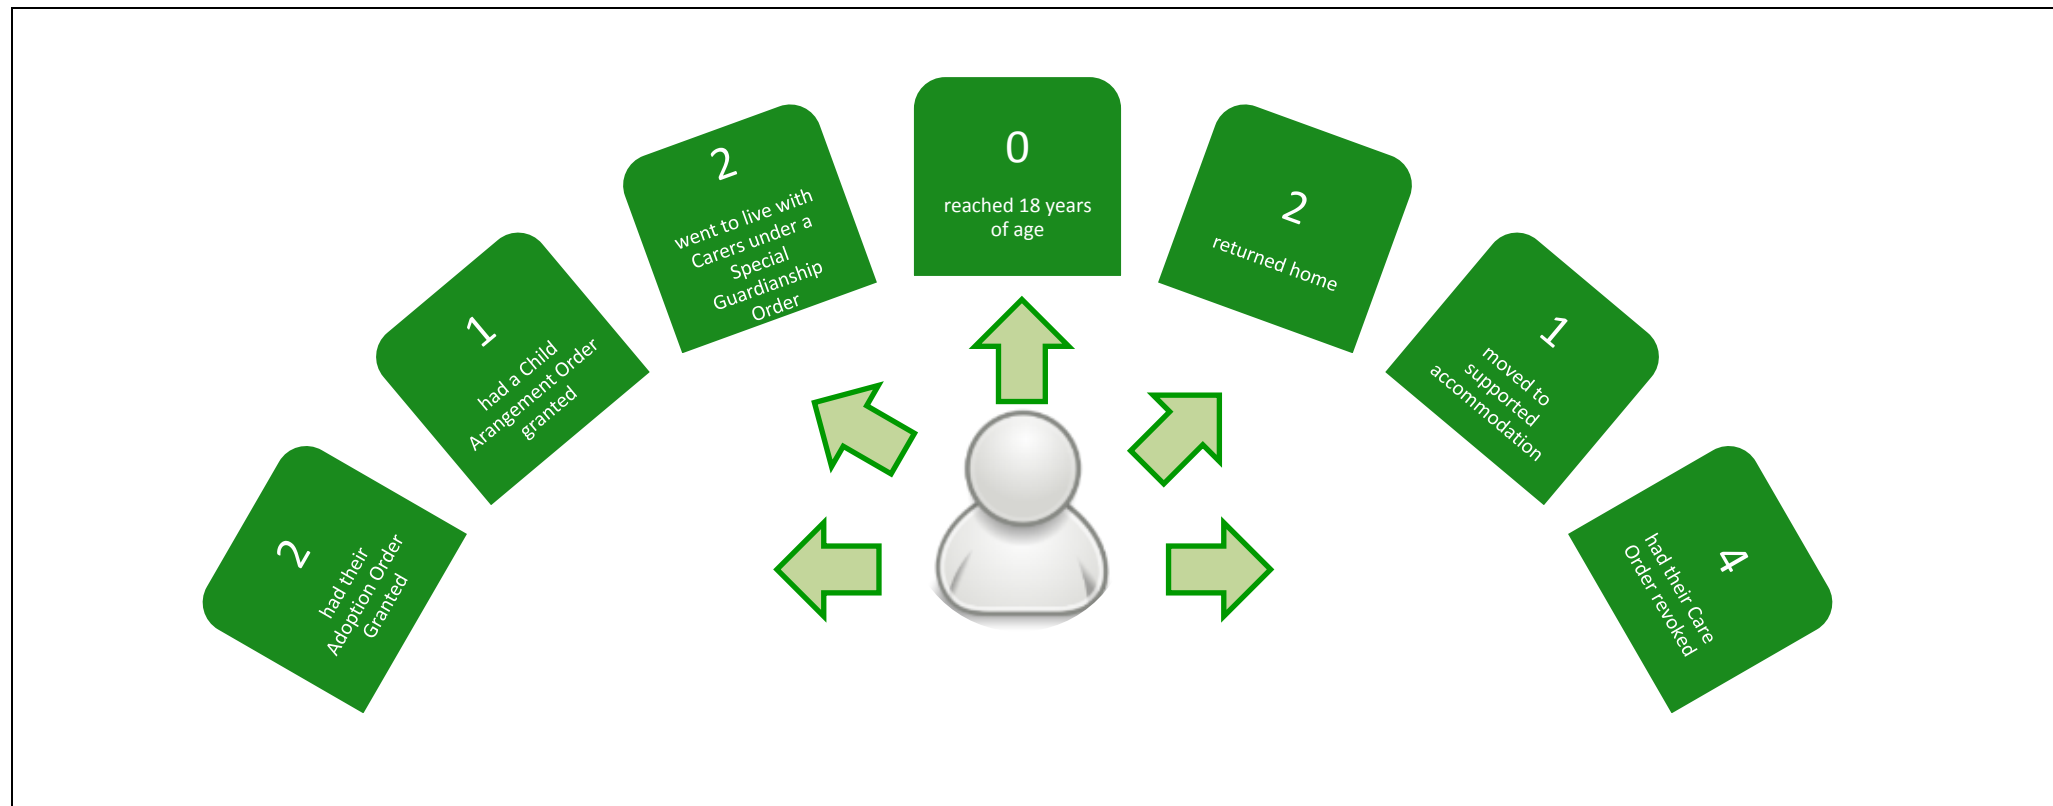 2
had their
Adoption Order
Granted
1
had a Child
Arangement Order
granted
2
went to live with
Carers under a
Special
Guardianship
Order
0
reached 18 years
of age
2
returned home
1
moved to
supported
accommodation
4
had their Care
Order revoked